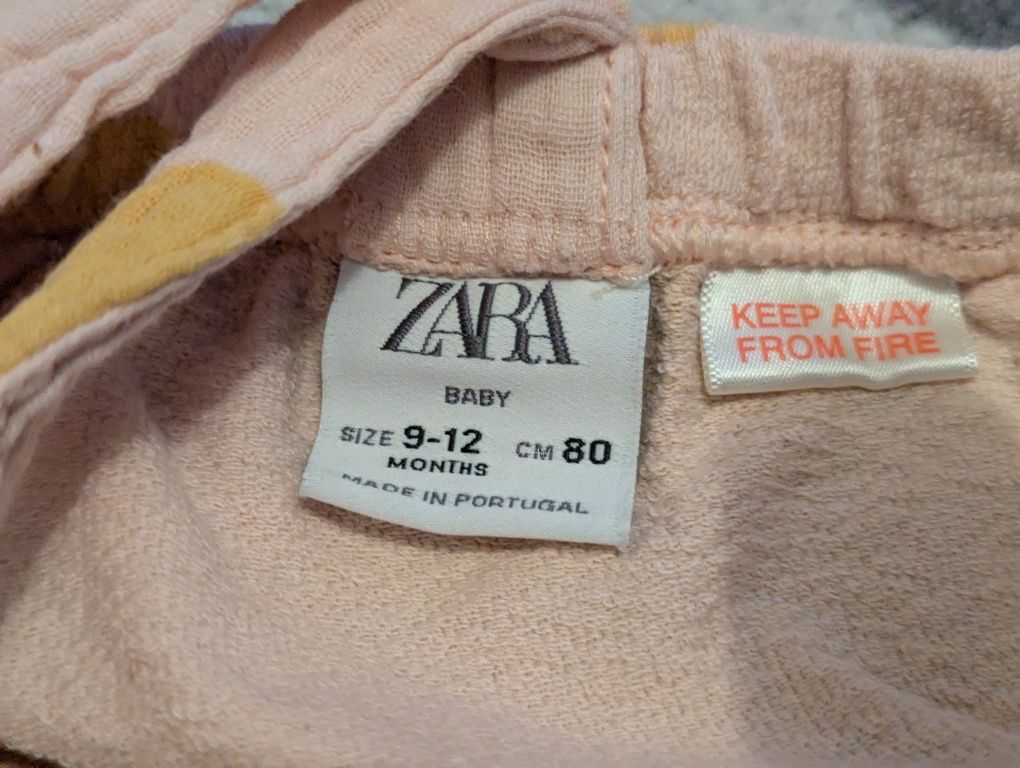 ZARA
BABY
SIZE 9-12 CM 80
MONTHS
MADE IN PORTUGAL
KEEP AWAY
FROM FIRE